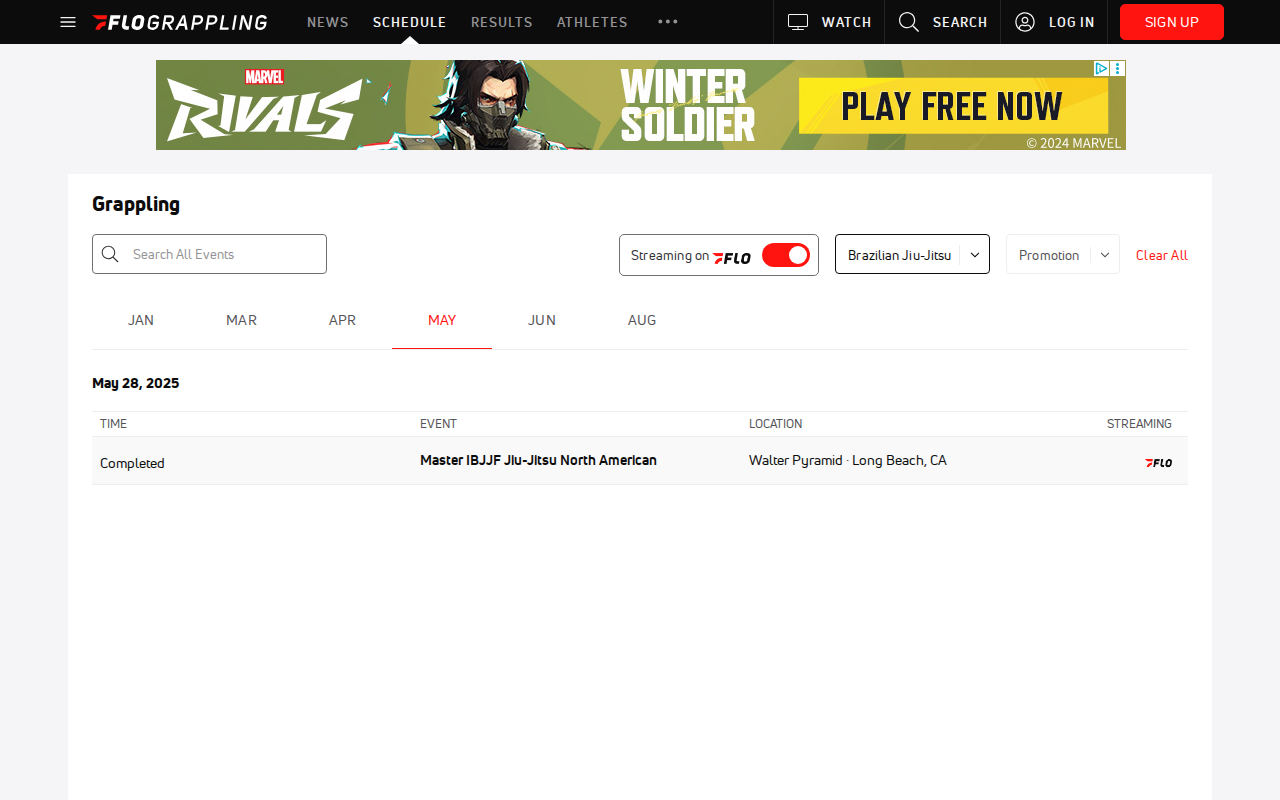 FLOGRAPPLING NEWS SCHEDULE RESULTS ATHLETES WATCH SEARCH LOG IN SIGN UP
MARVEL
RIVALS
WINTER
SOLDIER
PLAY FREE NOW
© 2024 MARVEL
Grappling
Search All Events
Streaming on FLO
Brazilian Jiu-Jitsu
Promotion
Clear All
JAN MAR APR MAY JUN AUG
May 28, 2025
TIME EVENT LOCATION STREAMING
Completed Master IBJJF Jiu-Jitsu North American Walter Pyramid · Long Beach, CA FLO